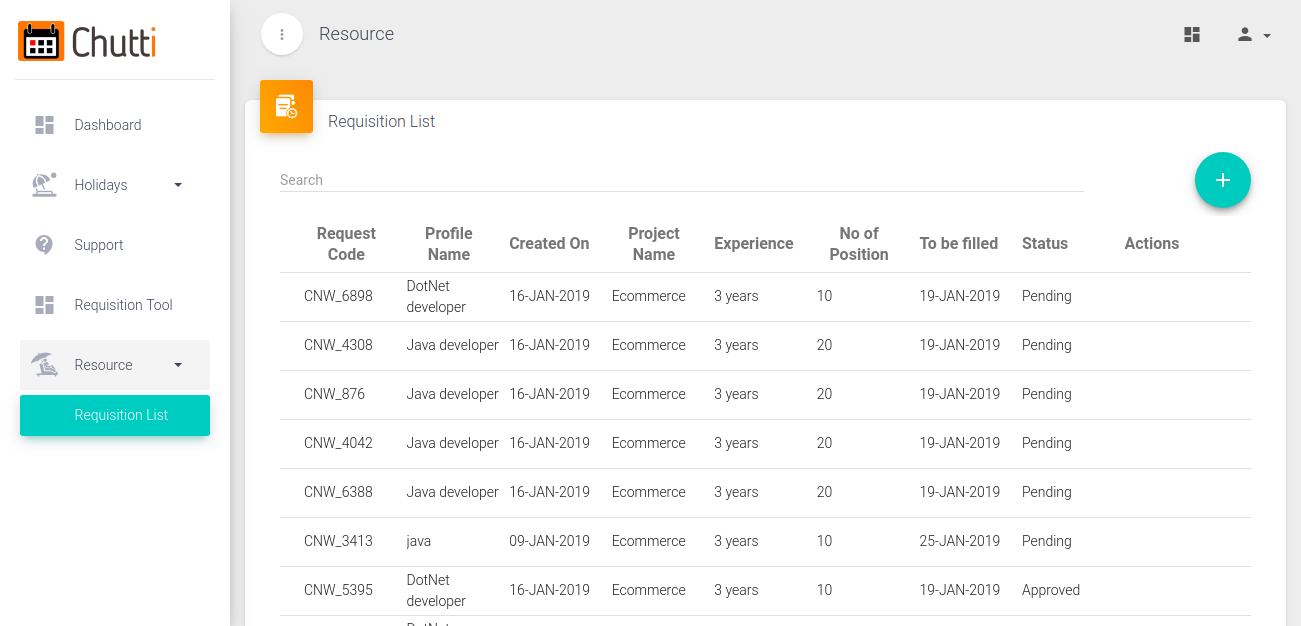 Chutti
Resource
Dashboard
Holidays
Support
Requisition Tool
Resource
Requisition List
Requisition List
Search
Request Code Profile Name Created On Project Name Experience No of Position To be filled Status Actions
CNW_6898 DotNet developer 16-JAN-2019 Ecommerce 3 years 10 19-JAN-2019 Pending
CNW_4308 Java developer 16-JAN-2019 Ecommerce 3 years 20 19-JAN-2019 Pending
CNW_876 Java developer 16-JAN-2019 Ecommerce 3 years 20 19-JAN-2019 Pending
CNW_4042 Java developer 16-JAN-2019 Ecommerce 3 years 20 19-JAN-2019 Pending
CNW_6388 Java developer 16-JAN-2019 Ecommerce 3 years 20 19-JAN-2019 Pending
CNW_3413 java 09-JAN-2019 Ecommerce 3 years 10 25-JAN-2019 Pending
CNW_5395 DotNet developer 16-JAN-2019 Ecommerce 3 years 10 19-JAN-2019 Approved